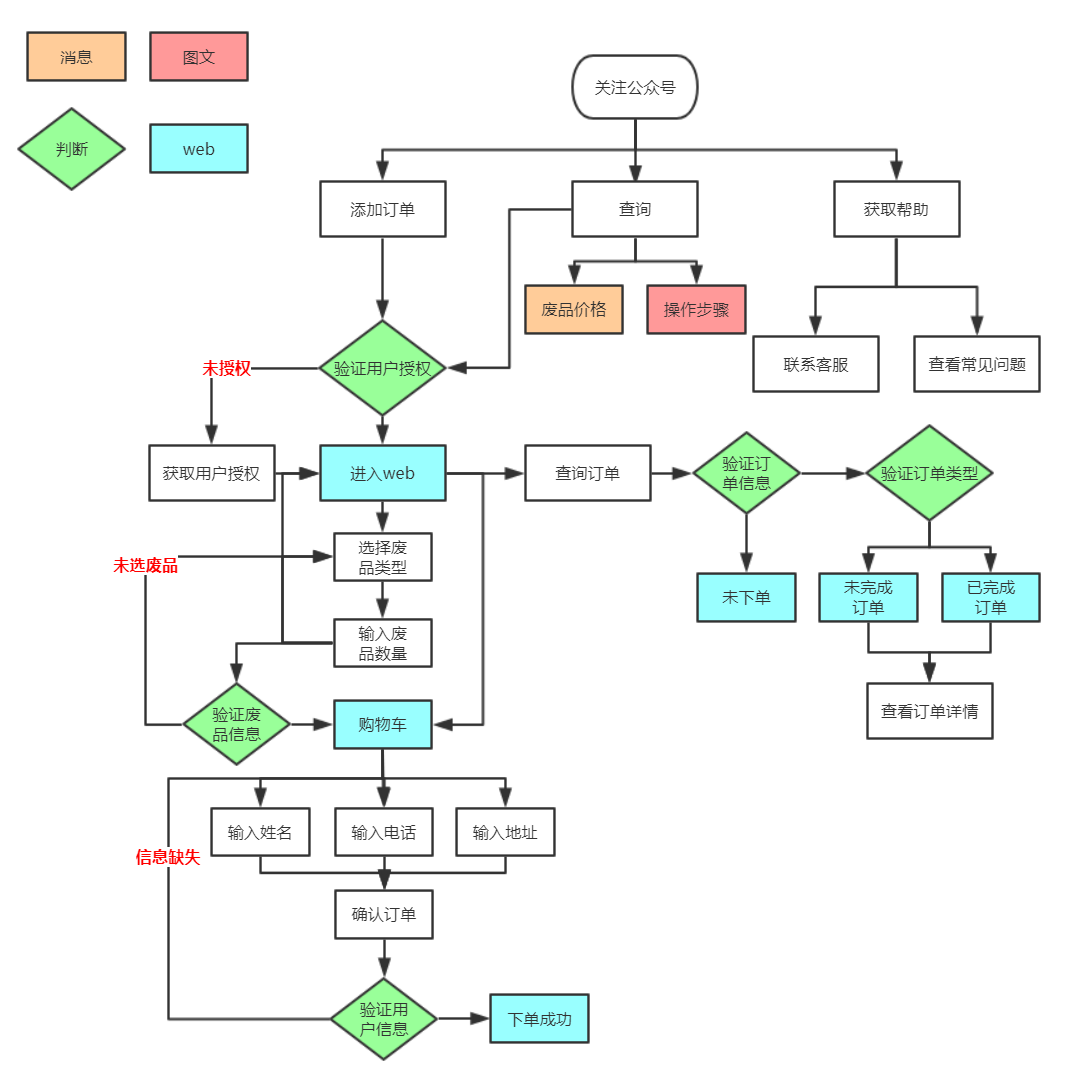 消息
图文
关注公众号
判断
web
添加订单
查询
获取帮助
废品价格
操作步骤
未授权
验证用户授权
联系客服
查看常见问题
获取用户授权
进入web
查询订单
验证订
单信息
验证订单类型
选择废
品类型
未选废品
未下单
未完成
订单
已完成
订单
输入废
品数量
验证废
品信息
购物车
查看订单详情
输入姓名
输入电话
输入地址
信息缺失
确认订单
验证用
户信息
下单成功